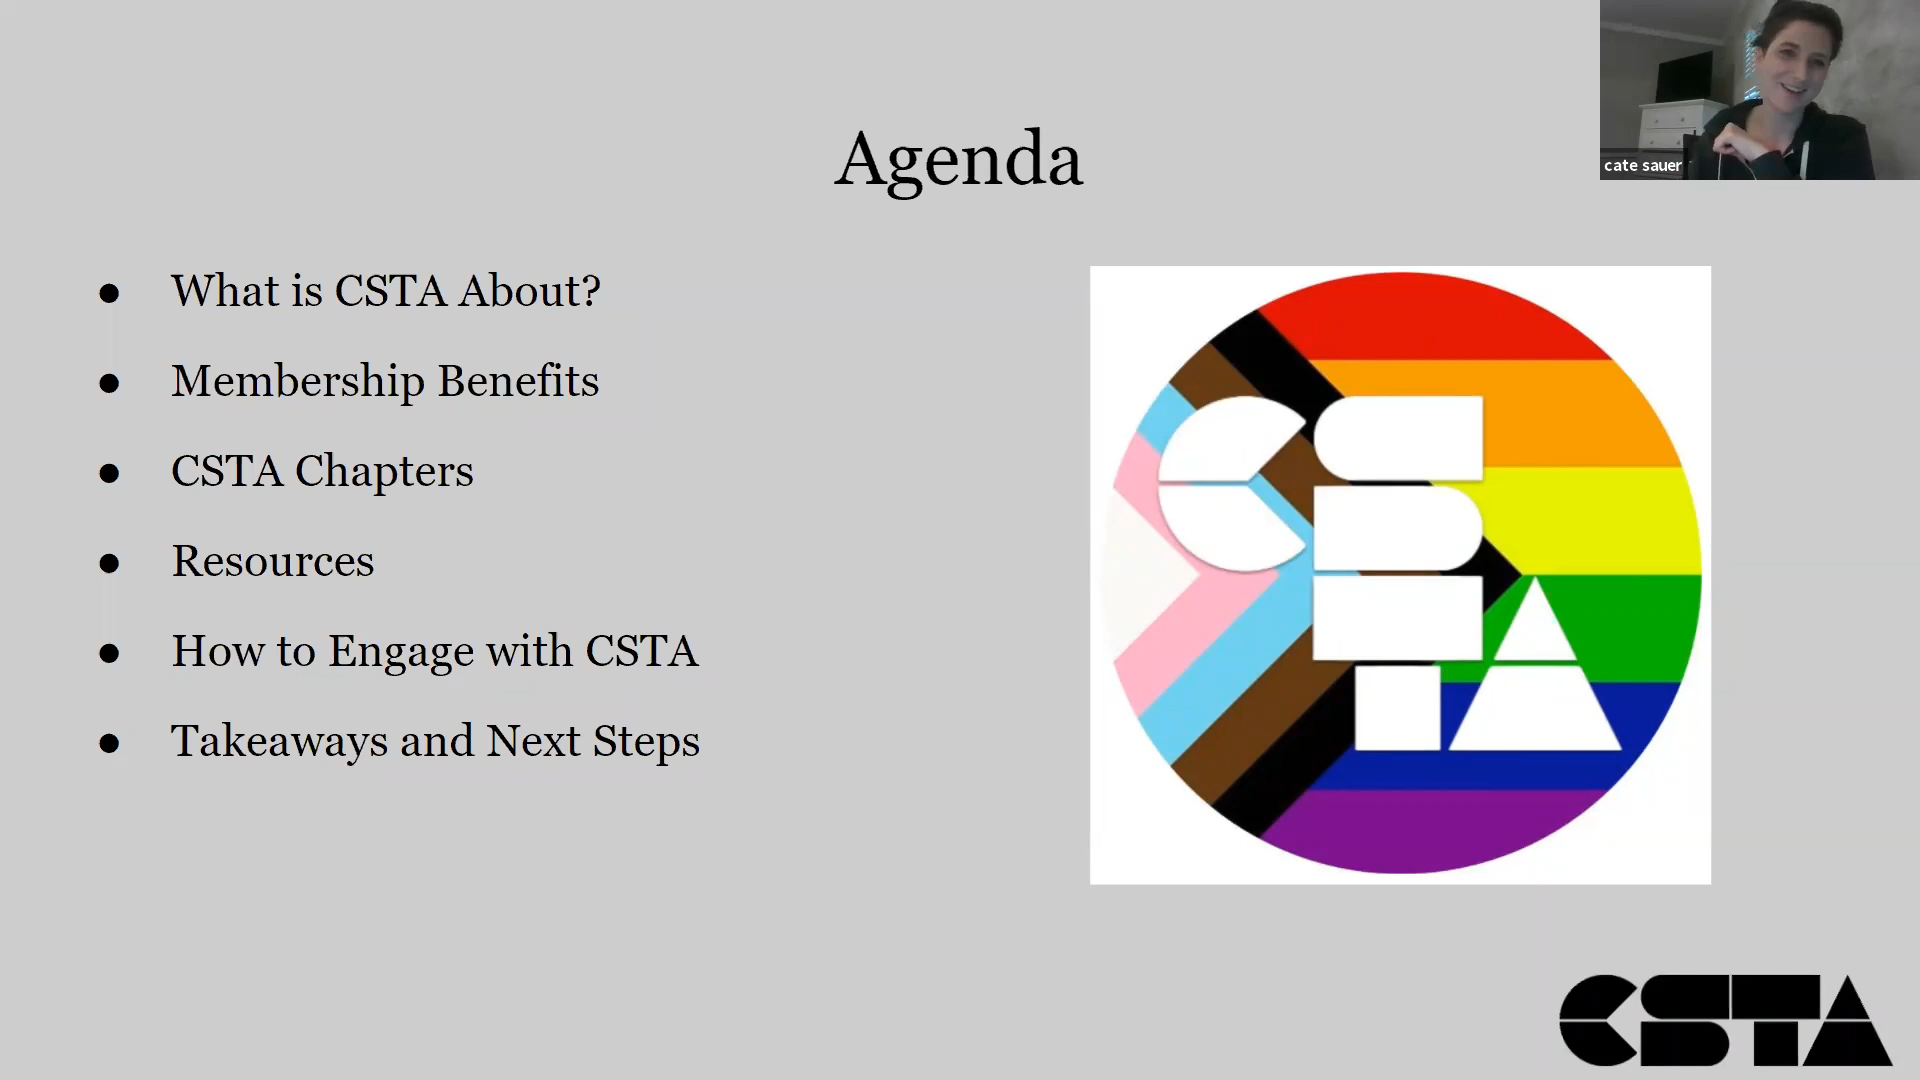 cate sauer
Agenda
● What is CSTA About?
● Membership Benefits
● CSTA Chapters
● Resources
● How to Engage with CSTA
● Takeaways and Next Steps
CSTA
CSTA